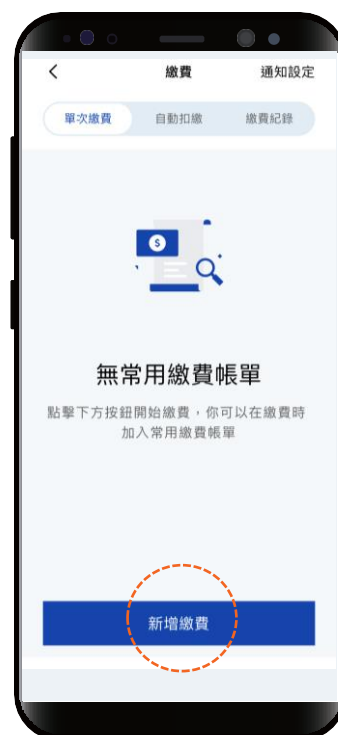 繳費
通知設定
單次繳費
自動扣繳
繳費紀錄
$
無常用繳費帳單
點擊下方按鈕開始繳費，你可以在繳費時
加入常用繳費帳單
新增繳費